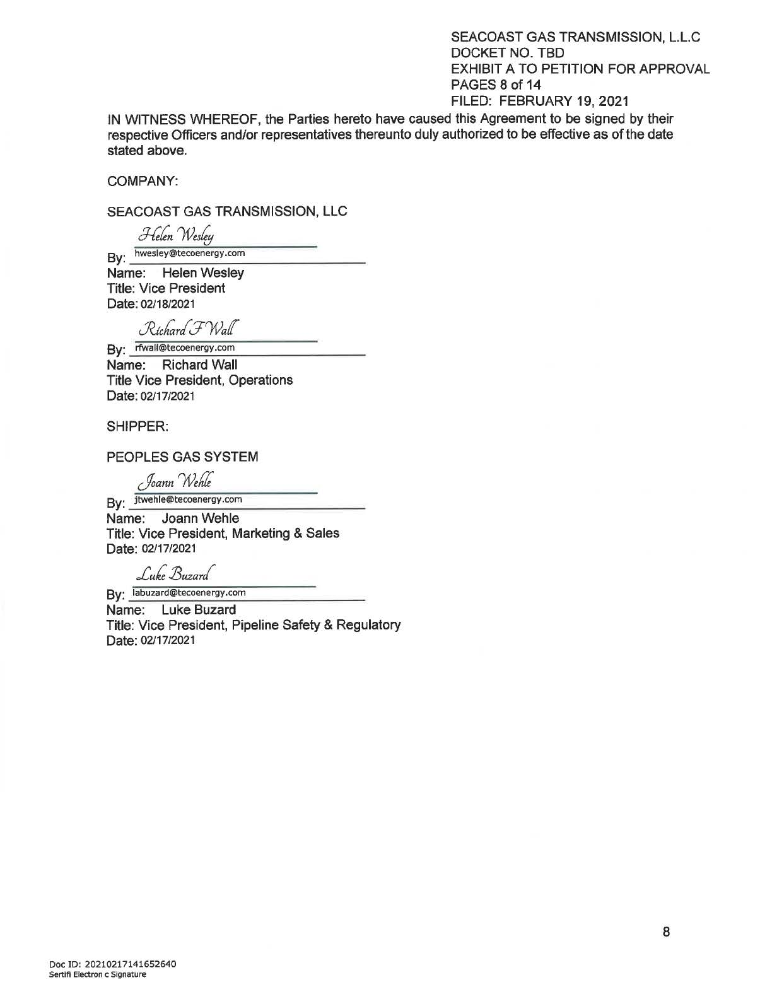 SEACOAST GAS TRANSMISSION, L.L.C
DOCKET NO. TBD
EXHIBIT A TO PETITION FOR APPROVAL
PAGES 8 of 14
FILED: FEBRUARY 19, 2021
IN WITNESS WHEREOF, the Parties hereto have caused this Agreement to be signed by their
respective Officers and/or representatives thereunto duly authorized to be effective as of the date
stated above.
COMPANY:
SEACOAST GAS TRANSMISSION, LLC
Helen Wesley
By: hwesley@tecoenergy.com
Name: Helen Wesley
Title: Vice President
Date: 02/18/2021
Richard F Wall
By: rfwall@tecoenergy.com
Name: Richard Wall
Title Vice President, Operations
Date: 02/17/2021
SHIPPER:
PEOPLES GAS SYSTEM
Joann Wehle
By: jtwehle@tecoenergy.com
Name: Joann Wehle
Title: Vice President, Marketing & Sales
Date: 02/17/2021
Luke Buzard
By: labuzard@tecoenergy.com
Name: Luke Buzard
Title: Vice President, Pipeline Safety & Regulatory
Date: 02/17/2021
8
Doc ID: 20210217141652640
Sertifi Electron c Signature